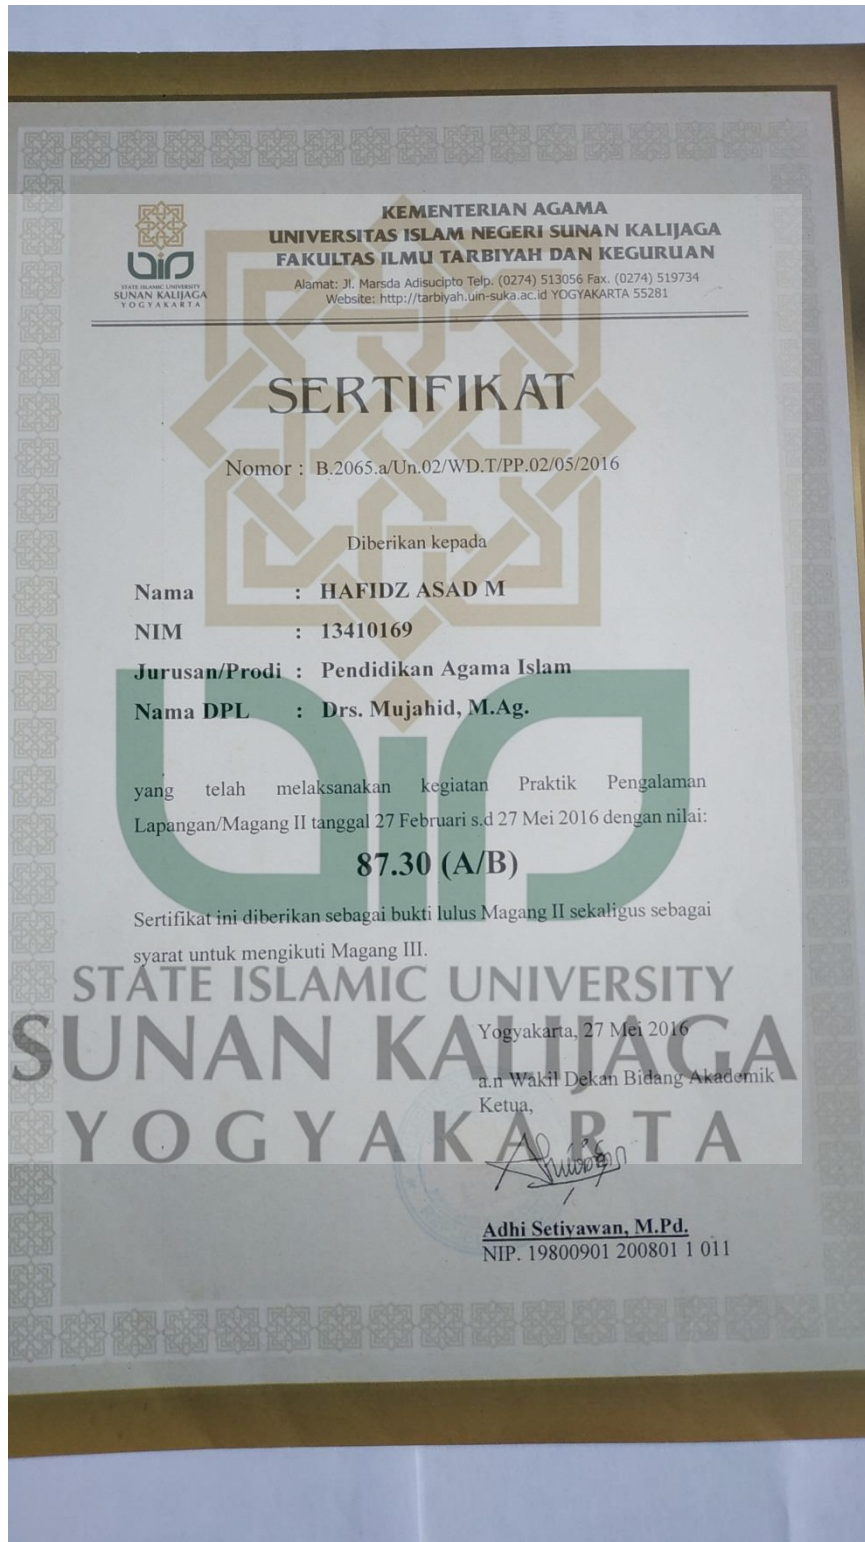 KEMENTERIAN AGAMA
UNIVERSITAS ISLAM NEGERI SUNAN KALIJAGA
FAKULTAS ILMU TARBIYAH DAN KEGURUAN
Alamat: Jl. Marsda Adisucipto Telp. (0274) 513056 Fax. (0274) 519734
Website: http://tarbiyah.uin-suka.ac.id YOGYAKARTA 55281
STATE ISLAMIC UNIVERSITY
SUNAN KALIJAGA
YOGYAKARTA
SERTIFIKAT
Nomor : B.2065.a/Un.02/WD.T/PP.02/05/2016
Diberikan kepada
Nama : HAFIDZ ASAD M
NIM : 13410169
Jurusan/Prodi : Pendidikan Agama Islam
Nama DPL : Drs. Mujahid, M.Ag.
yang telah melaksanakan kegiatan Praktik Pengalaman
Lapangan/Magang II tanggal 27 Februari s.d 27 Mei 2016 dengan nilai:
87.30 (A/B)
Sertifikat ini diberikan sebagai bukti lulus Magang II sekaligus sebagai
syarat untuk mengikuti Magang III.
STATE ISLAMIC UNIVERSITY
SUNAN KALIJAGA
YOGYAKARTA
Yogyakarta, 27 Mei 2016
a.n Wakil Dekan Bidang Akademik
Ketua,
Adhi Setiyawan, M.Pd.
NIP. 19800901 200801 1 011